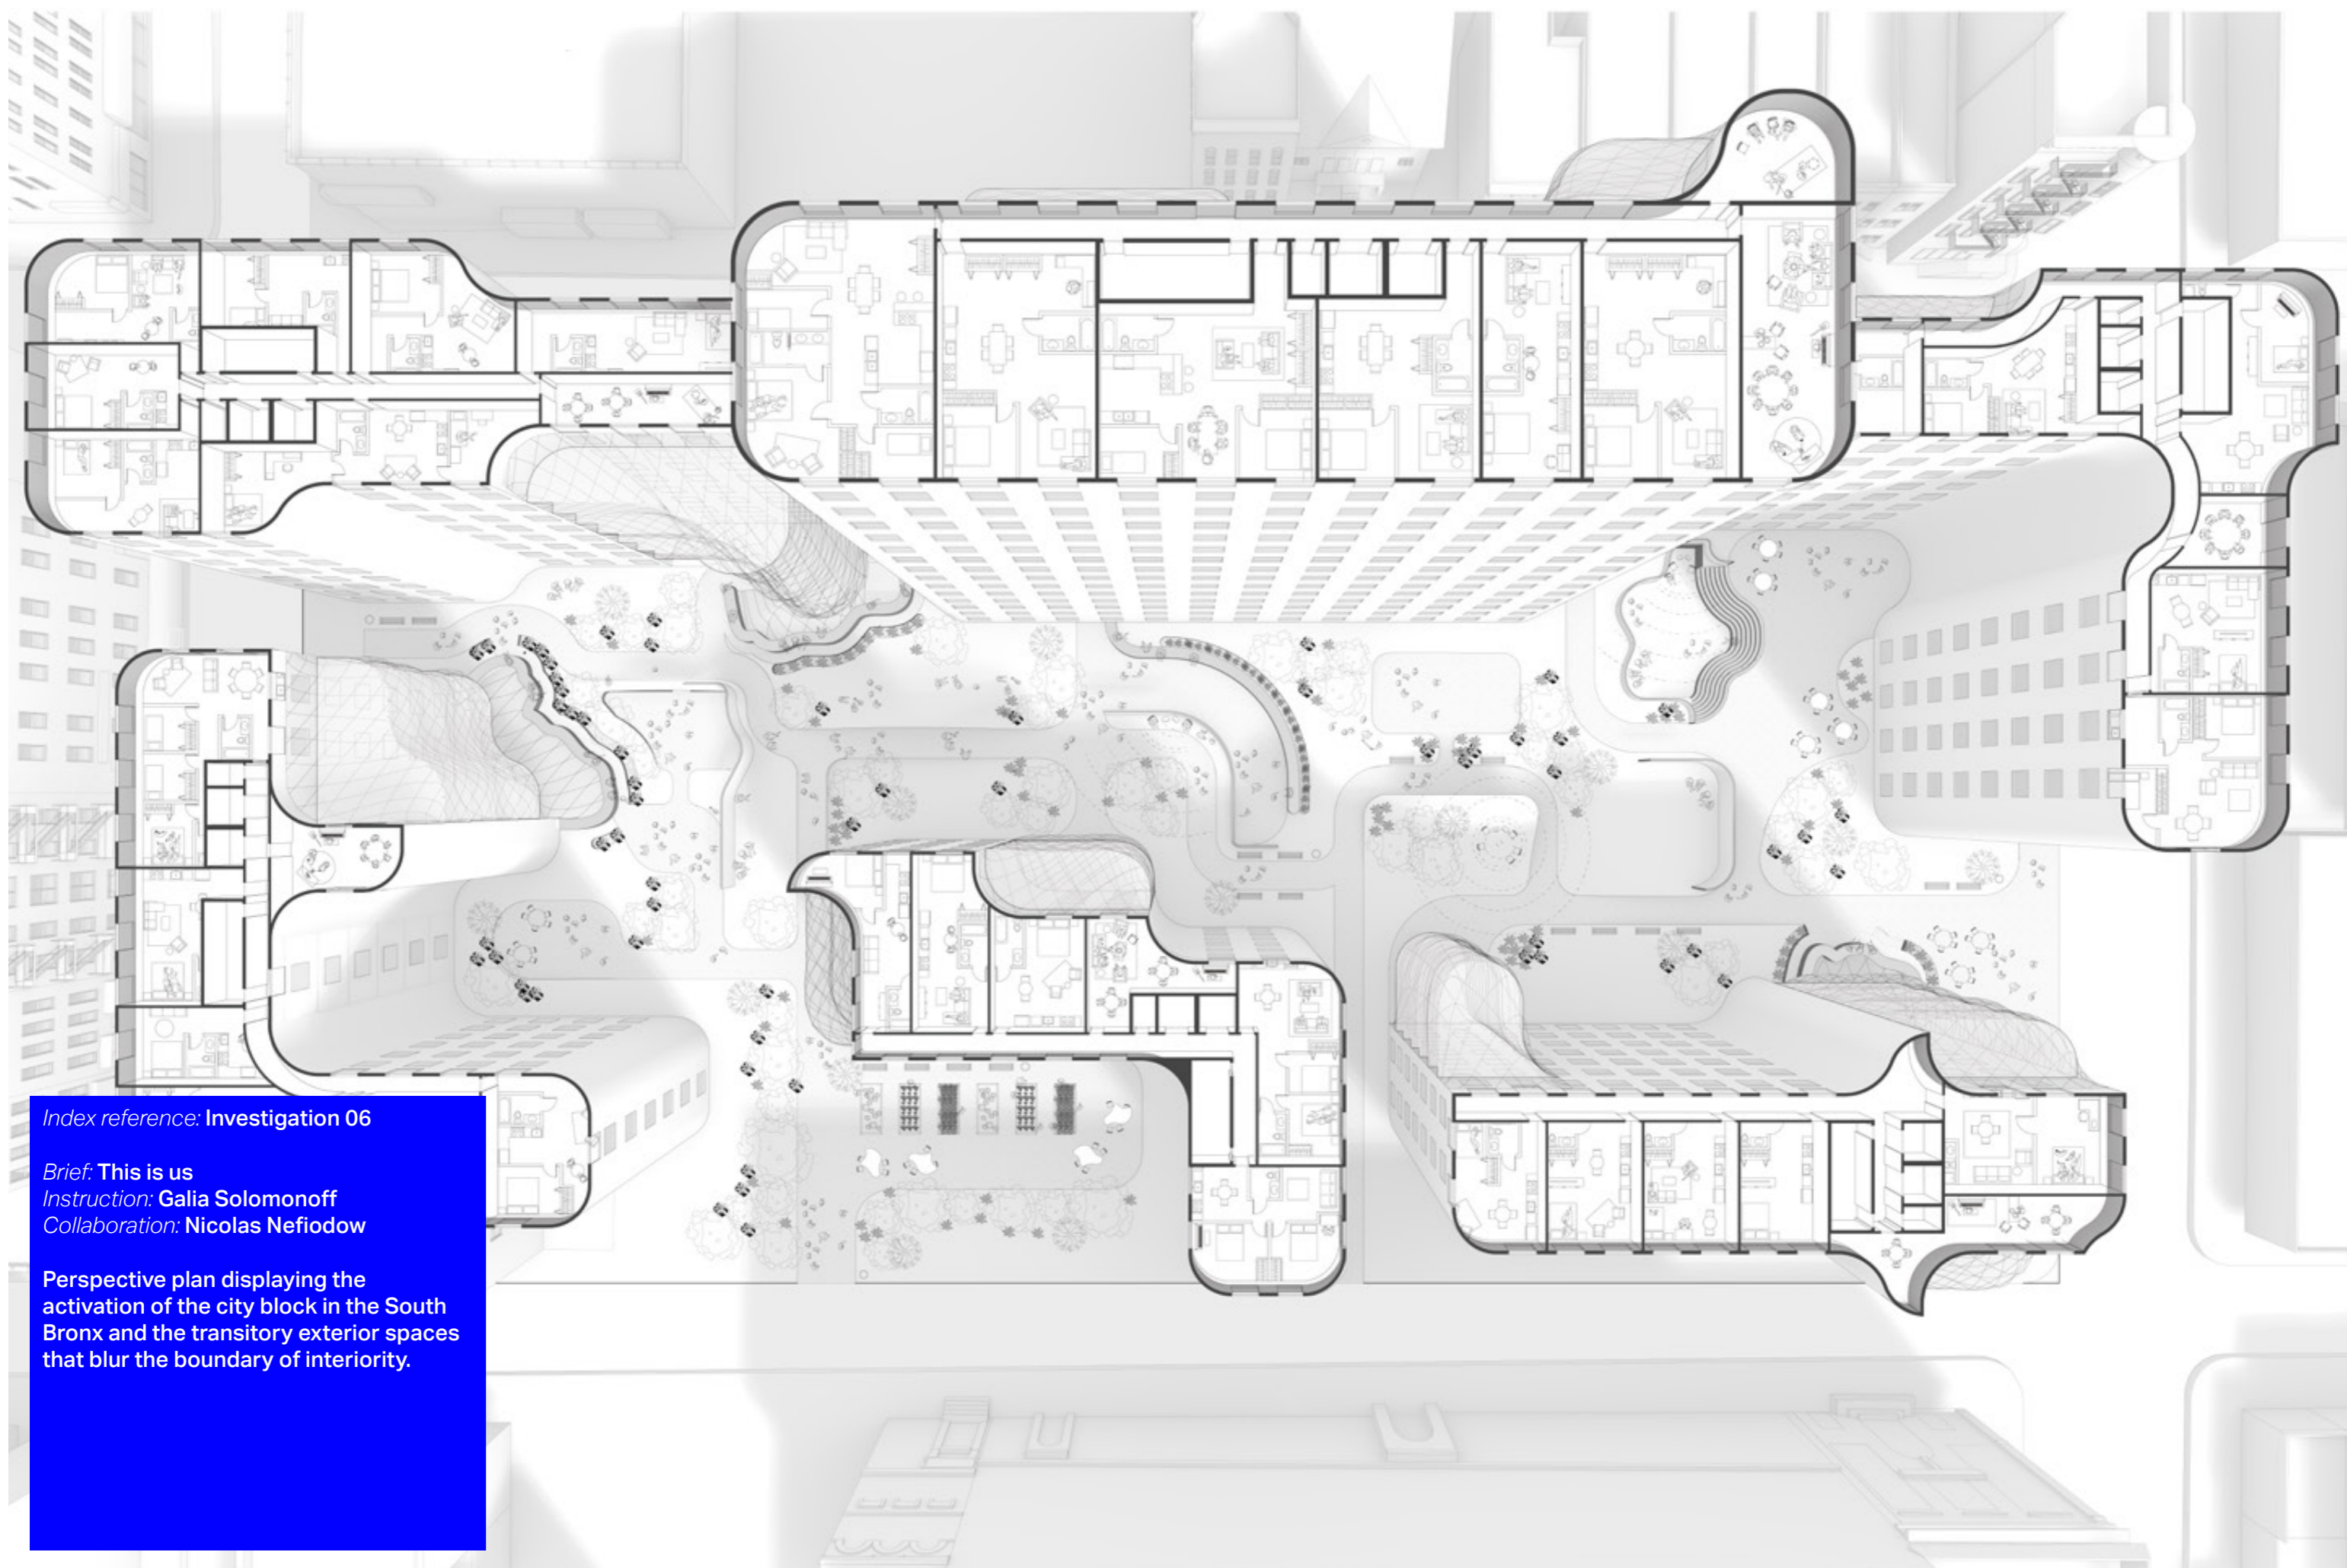 Index reference: Investigation 06
Brief: This is us
Instruction: Galia Solomonoff
Collaboration: Nicolas Nefiodow
Perspective plan displaying the
activation of the city block in the South
Bronx and the transitory exterior spaces
that blur the boundary of interiority.